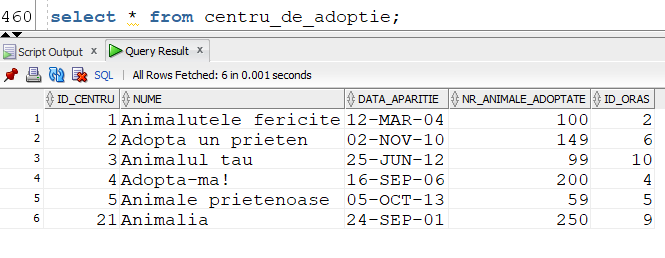 460 select * from centru_de_adoptie;
Script Output x Query Result x
SQL | All Rows Fetched: 6 in 0.001 seconds
ID_CENTRU NUME DATA_APARITIE NR_ANIMALE_ADOPTATE ID_ORAS
1 1 Animalutele fericite 12-MAR-04 100 2
2 2 Adopta un prieten 02-NOV-10 149 6
3 3 Animalul tau 25-JUN-12 99 10
4 4 Adopta-ma! 16-SEP-06 200 4
5 5 Animale prietenoase 05-OCT-13 59 5
6 21 Animalia 24-SEP-01 250 9